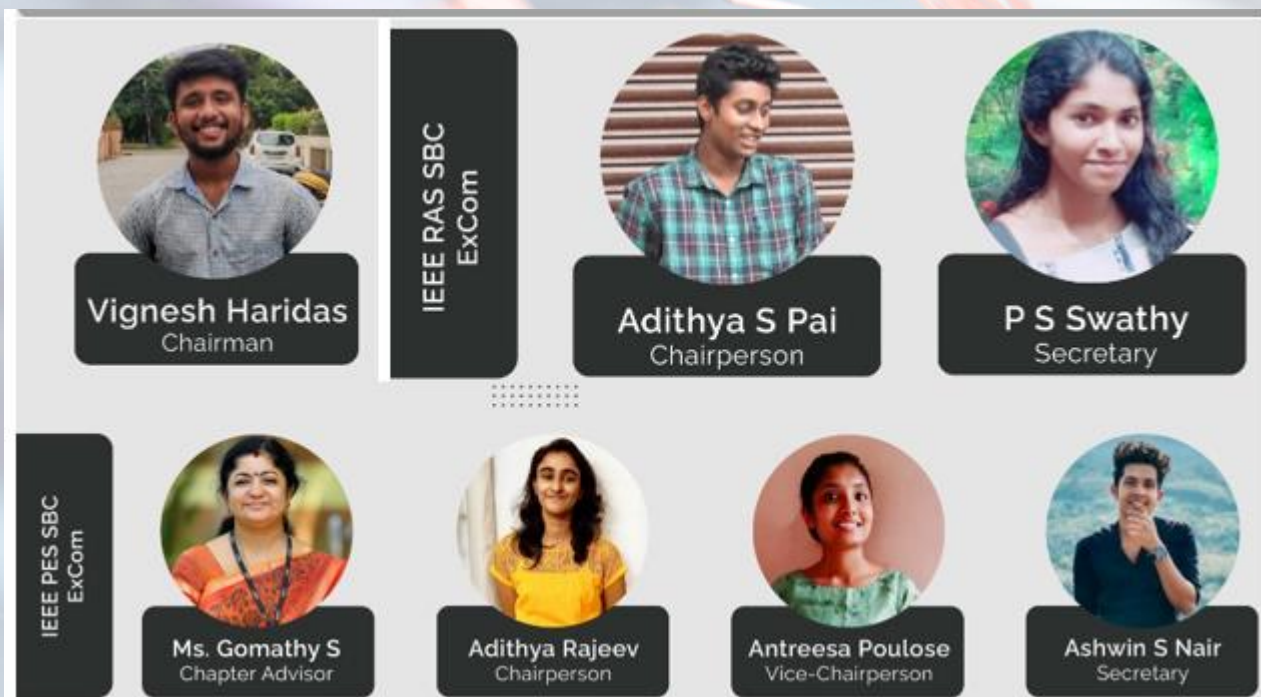 Vignesh Haridas
Chairman
IEEE RAS SBC
ExCom
Adithya S Pai
Chairperson
P S Swathy
Secretary
IEEE PES SBC
ExCom
Ms. Gomathy S
Chapter Advisor
Adithya Rajeev
Chairperson
Antreesa Poulose
Vice-Chairperson
Ashwin S Nair
Secretary